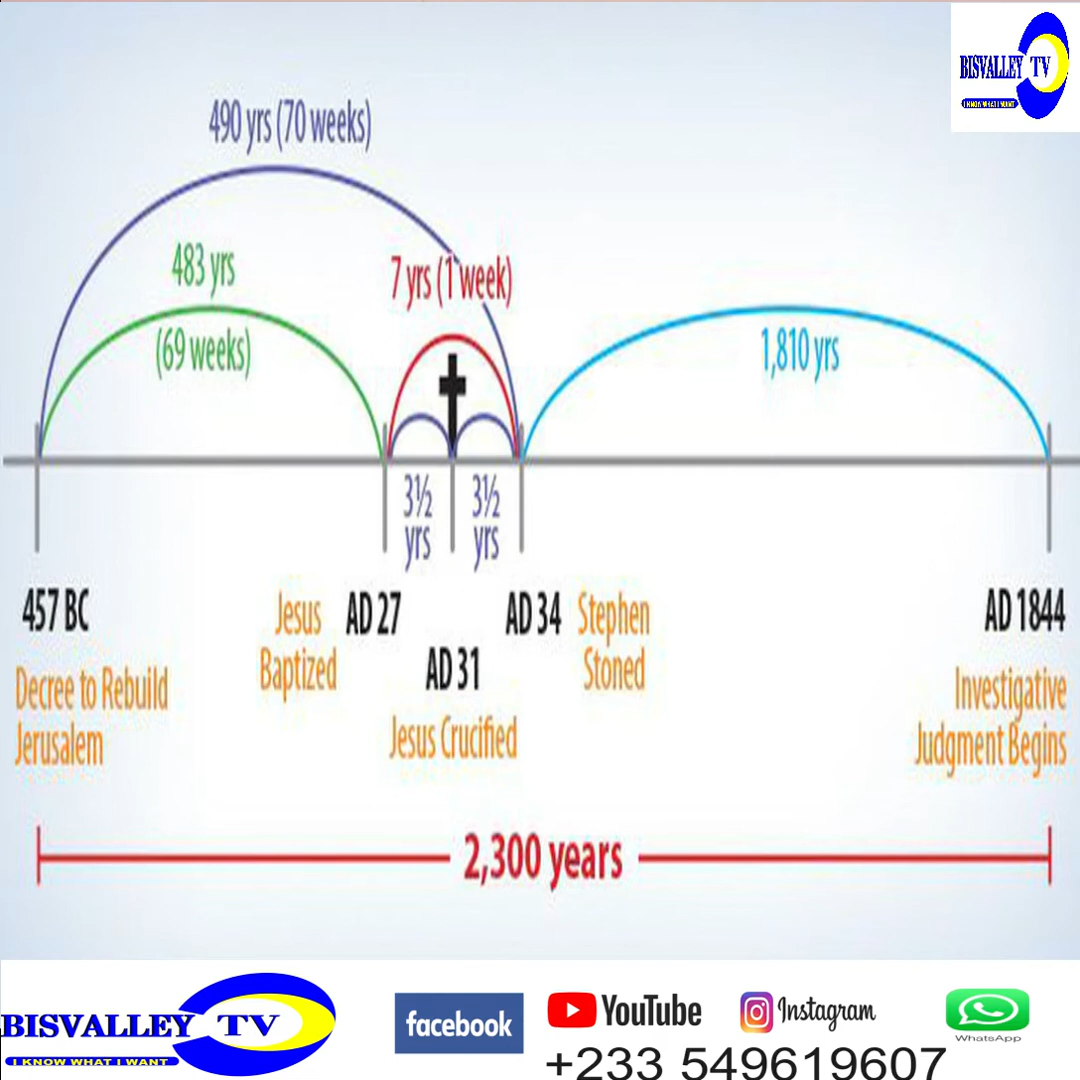 BISVALLEY TV
I KNOW WHAT I WANT
490 yrs (70 weeks)
483 yrs
(69 weeks)
7 yrs (1 week)
1,810 yrs
3½
yrs
3½
yrs
457 BC
Decree to Rebuild
Jerusalem
Jesus
Baptized
AD 27
AD 31
Jesus Crucified
AD 34
Stephen
Stoned
AD 1844
Investigative
Judgment Begins
2,300 years
BISVALLEY TV
I KNOW WHAT I WANT
facebook
YouTube
Instagram
WhatsApp
+233 549619607